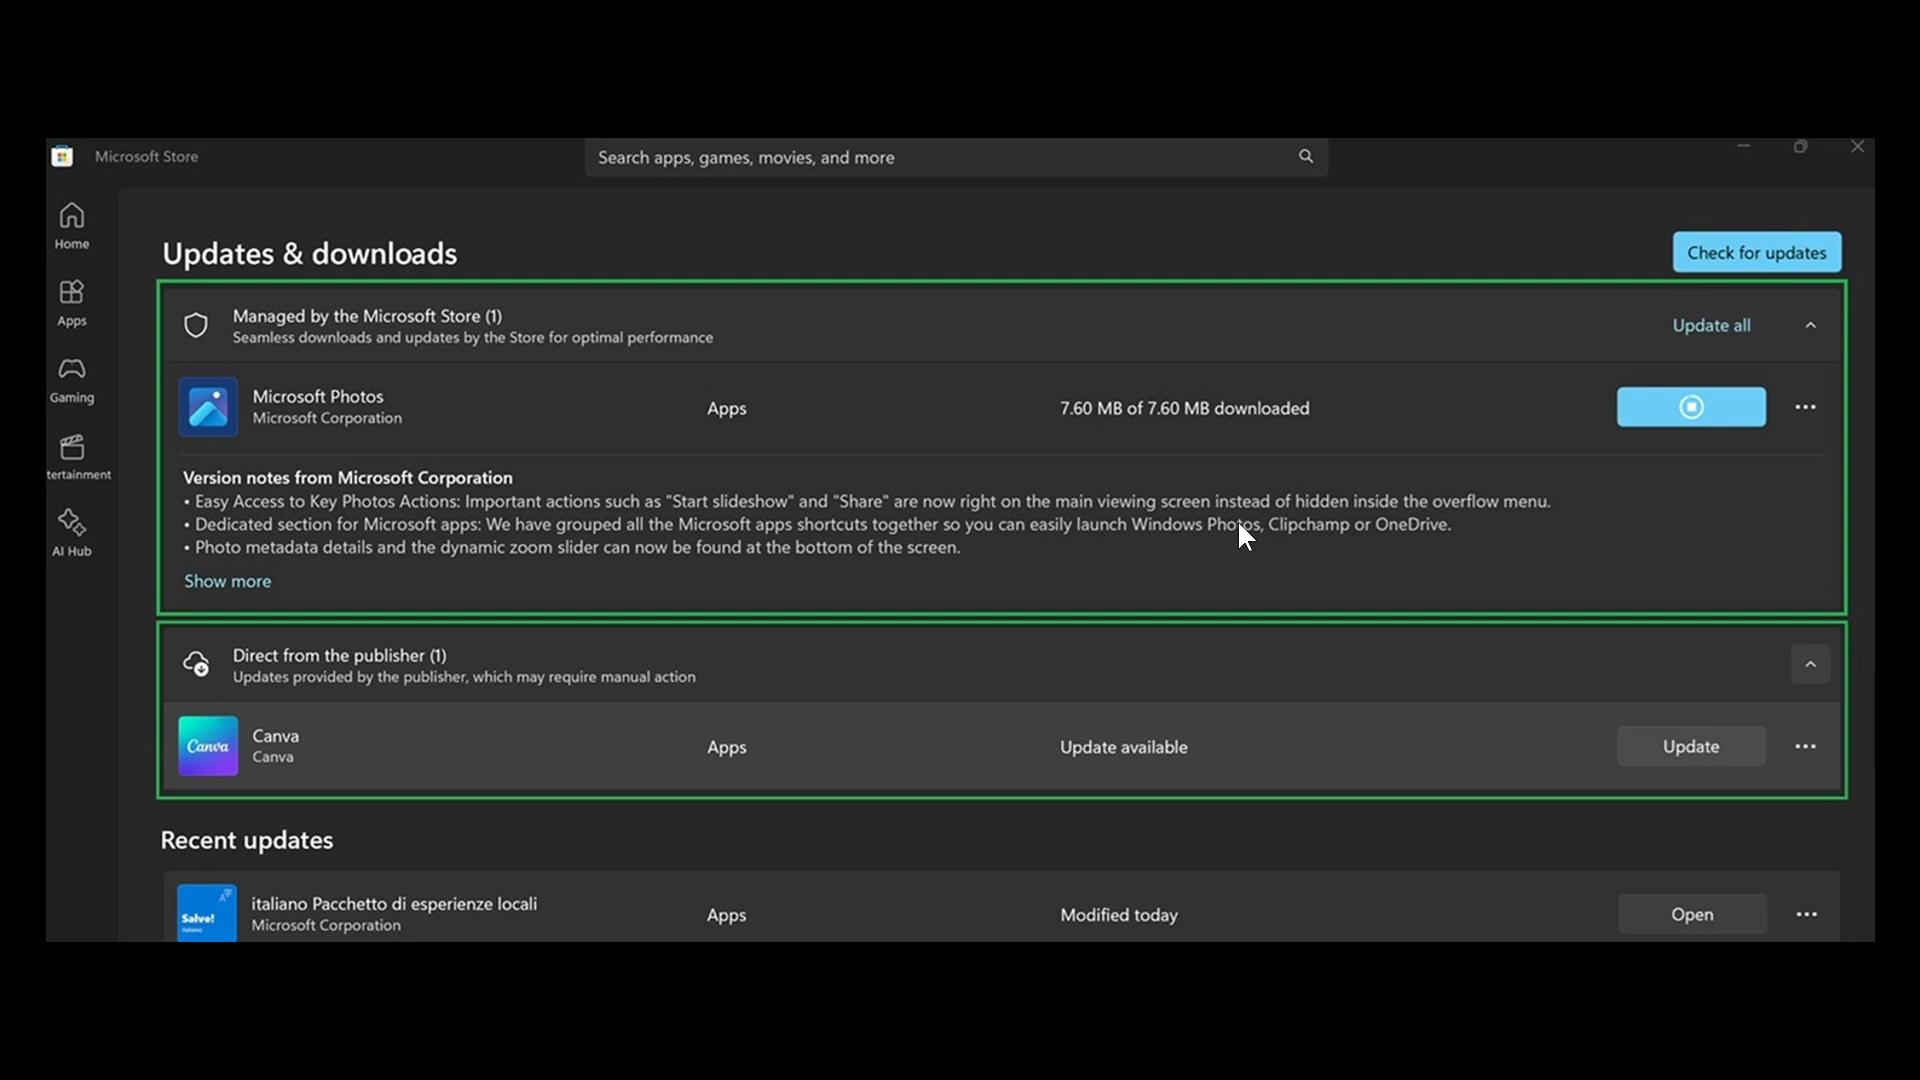 Microsoft Store
Search apps, games, movies, and more
Home
Apps
Gaming
tertainment
AI Hub
Updates & downloads
Check for updates
Managed by the Microsoft Store (1)
Seamless downloads and updates by the Store for optimal performance
Update all
Microsoft Photos
Microsoft Corporation
Apps
7.60 MB of 7.60 MB downloaded
Version notes from Microsoft Corporation
• Easy Access to Key Photos Actions: Important actions such as "Start slideshow" and "Share" are now right on the main viewing screen instead of hidden inside the overflow menu.
• Dedicated section for Microsoft apps: We have grouped all the Microsoft apps shortcuts together so you can easily launch Windows Photos, Clipchamp or OneDrive.
• Photo metadata details and the dynamic zoom slider can now be found at the bottom of the screen.
Show more
Direct from the publisher (1)
Updates provided by the publisher, which may require manual action
Canva
Canva
Canva
Apps
Update available
Update
Recent updates
Salve!
italiano
italiano Pacchetto di esperienze locali
Microsoft Corporation
Apps
Modified today
Open